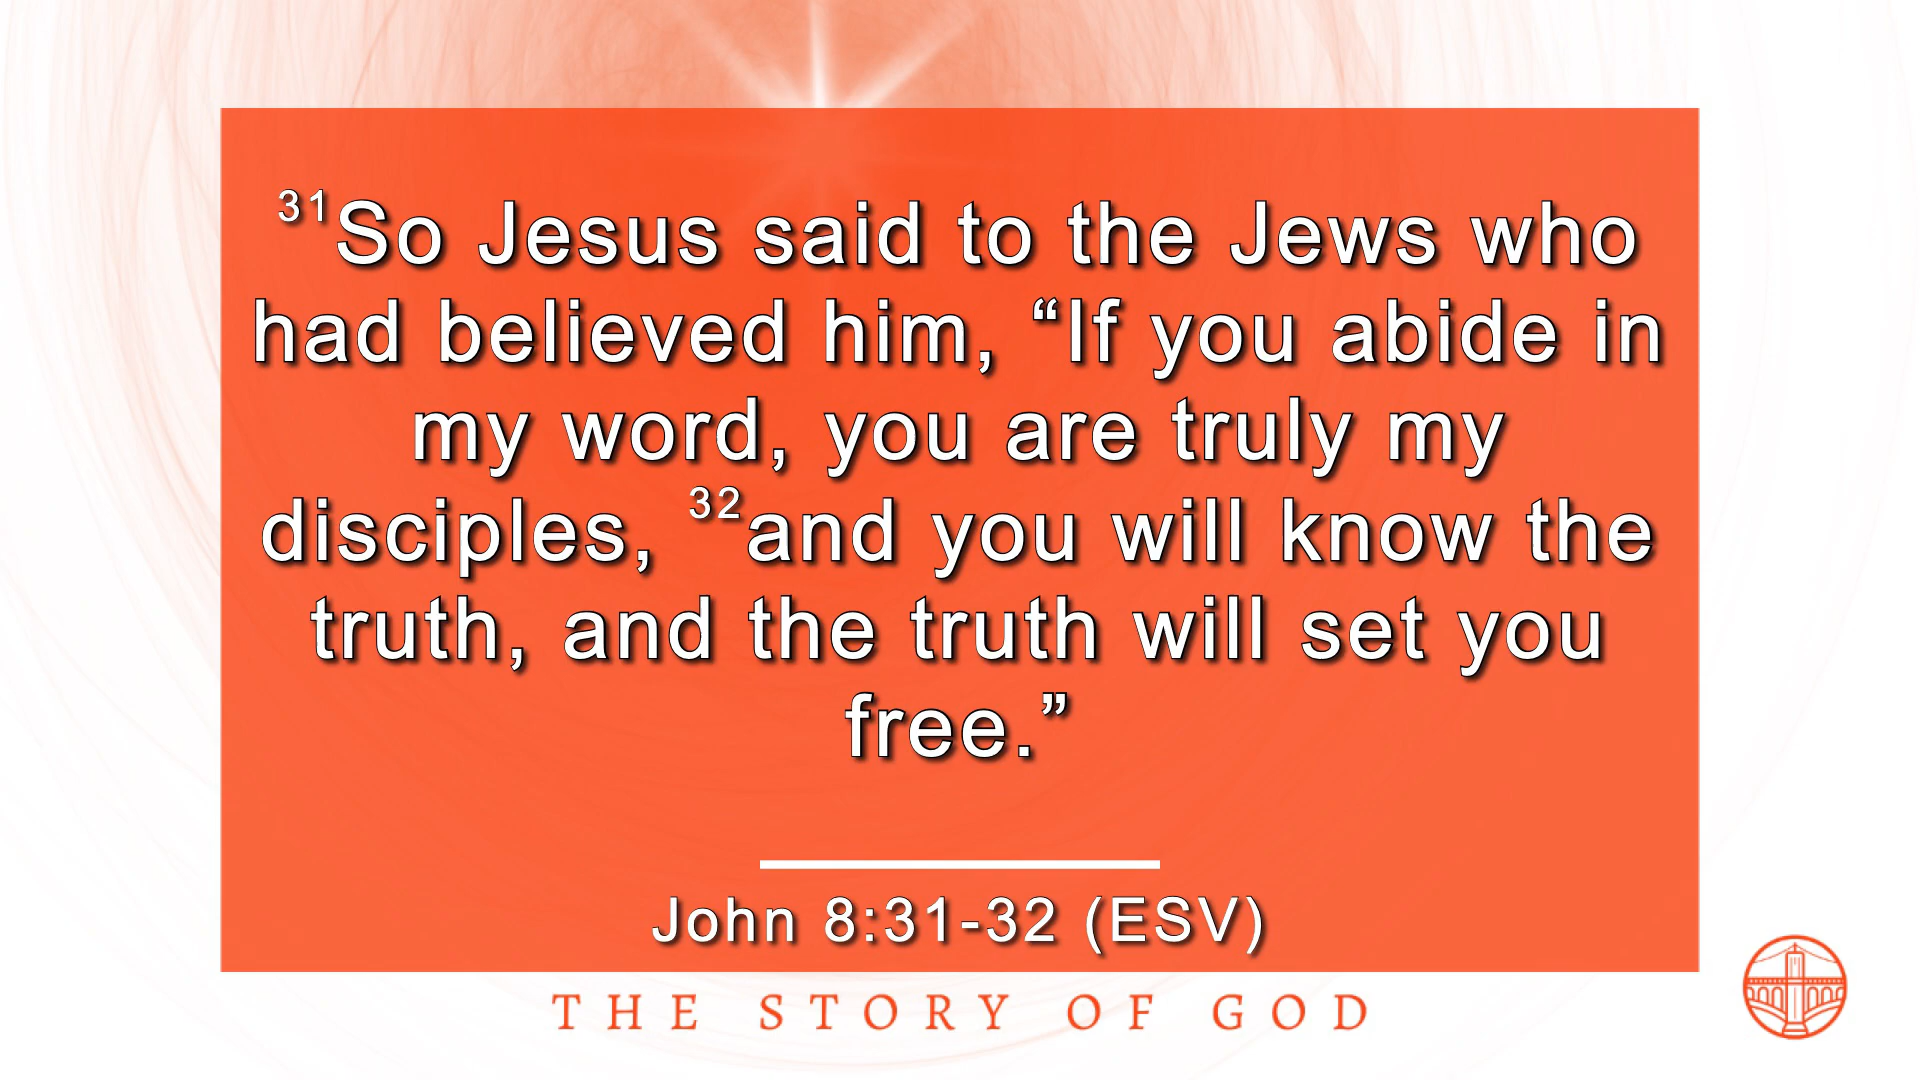 ³¹So Jesus said to the Jews who
had believed him, “If you abide in
my word, you are truly my
disciples, ³²and you will know the
truth, and the truth will set you
free.”
John 8:31-32 (ESV)
THE STORY OF GOD